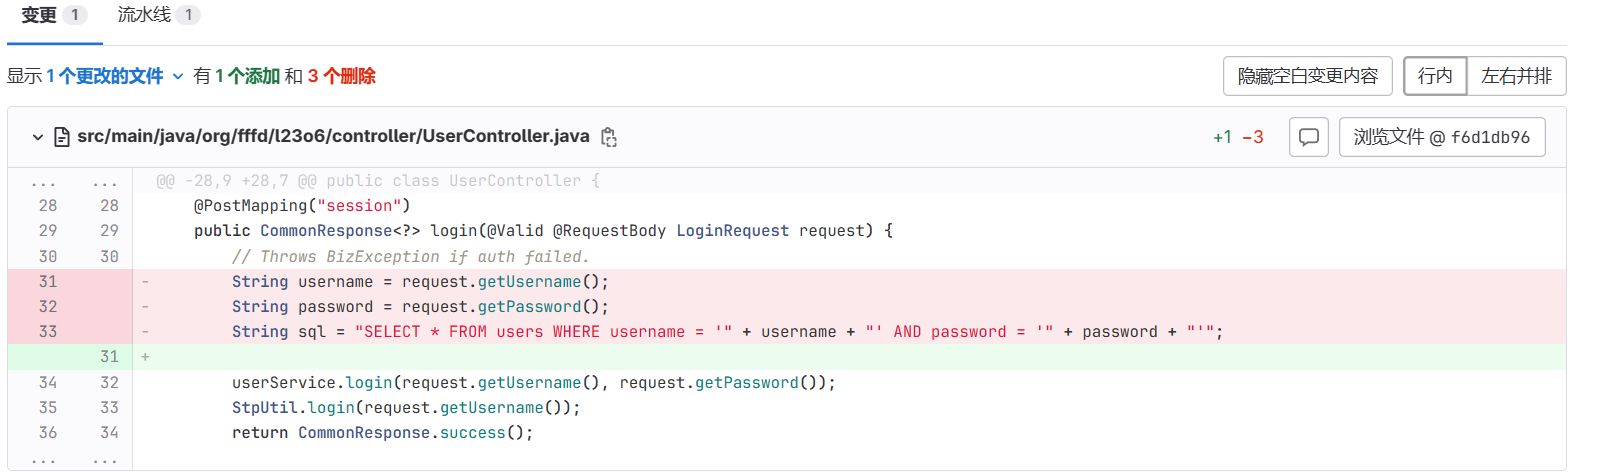 变更 1 流水线 1
显示 1 个更改的文件 有 1 个添加 和 3 个删除 隐藏空白变更内容 行内 左右并排
src/main/java/org/fffd/l23o6/controller/UserController.java +1 −3 浏览文件 @ f6d1db96
... ... @@ -28,9 +28,7 @@ public class UserController {
28 28 @PostMapping("session")
29 29 public CommonResponse<?> login(@Valid @RequestBody LoginRequest request) {
30 30 // Throws BizException if auth failed.
31 - String username = request.getUsername();
32 - String password = request.getPassword();
33 - String sql = "SELECT * FROM users WHERE username = '" + username + "' AND password = '" + password + "'";
31 +
34 32 userService.login(request.getUsername(), request.getPassword());
35 33 StpUtil.login(request.getUsername());
36 34 return CommonResponse.success();
... ...